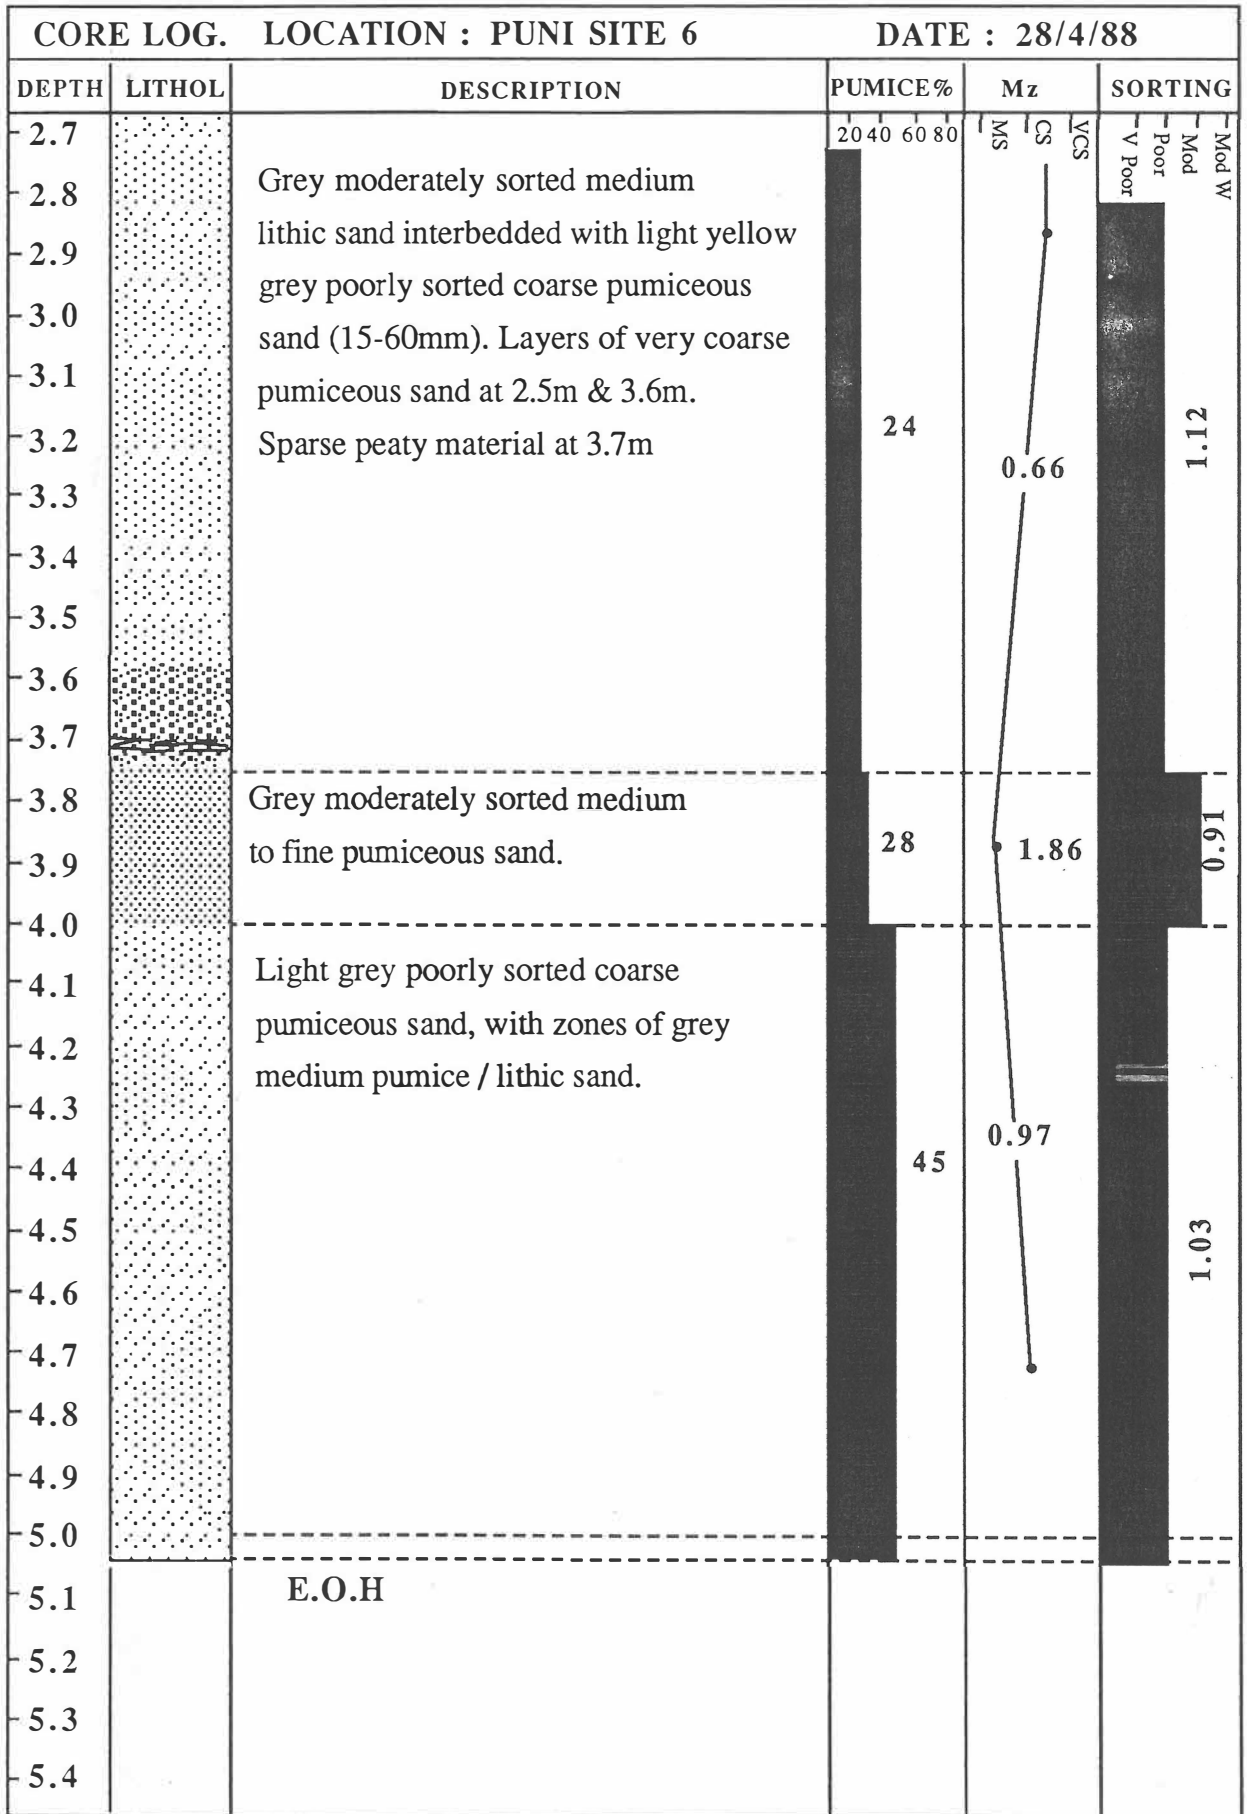 CORE LOG. LOCATION : PUNI SITE 6 DATE : 28/4/88
DEPTH LITHOL DESCRIPTION PUMICE% Mz SORTING
20 40 60 80 MS CS VCS V Poor Poor Mod Mod W
2.7
2.8
2.9
3.0
3.1
3.2
3.3
3.4
3.5
3.6
3.7
3.8
3.9
4.0
4.1
4.2
4.3
4.4
4.5
4.6
4.7
4.8
4.9
5.0
5.1
5.2
5.3
5.4
Grey moderately sorted medium
lithic sand interbedded with light yellow
grey poorly sorted coarse pumiceous
sand (15-60mm). Layers of very coarse
pumiceous sand at 2.5m & 3.6m.
Sparse peaty material at 3.7m
24
0.66
1.12
Grey moderately sorted medium
to fine pumiceous sand.
28
1.86
0.91
Light grey poorly sorted coarse
pumiceous sand, with zones of grey
medium pumice / lithic sand.
45
0.97
1.03
E.O.H